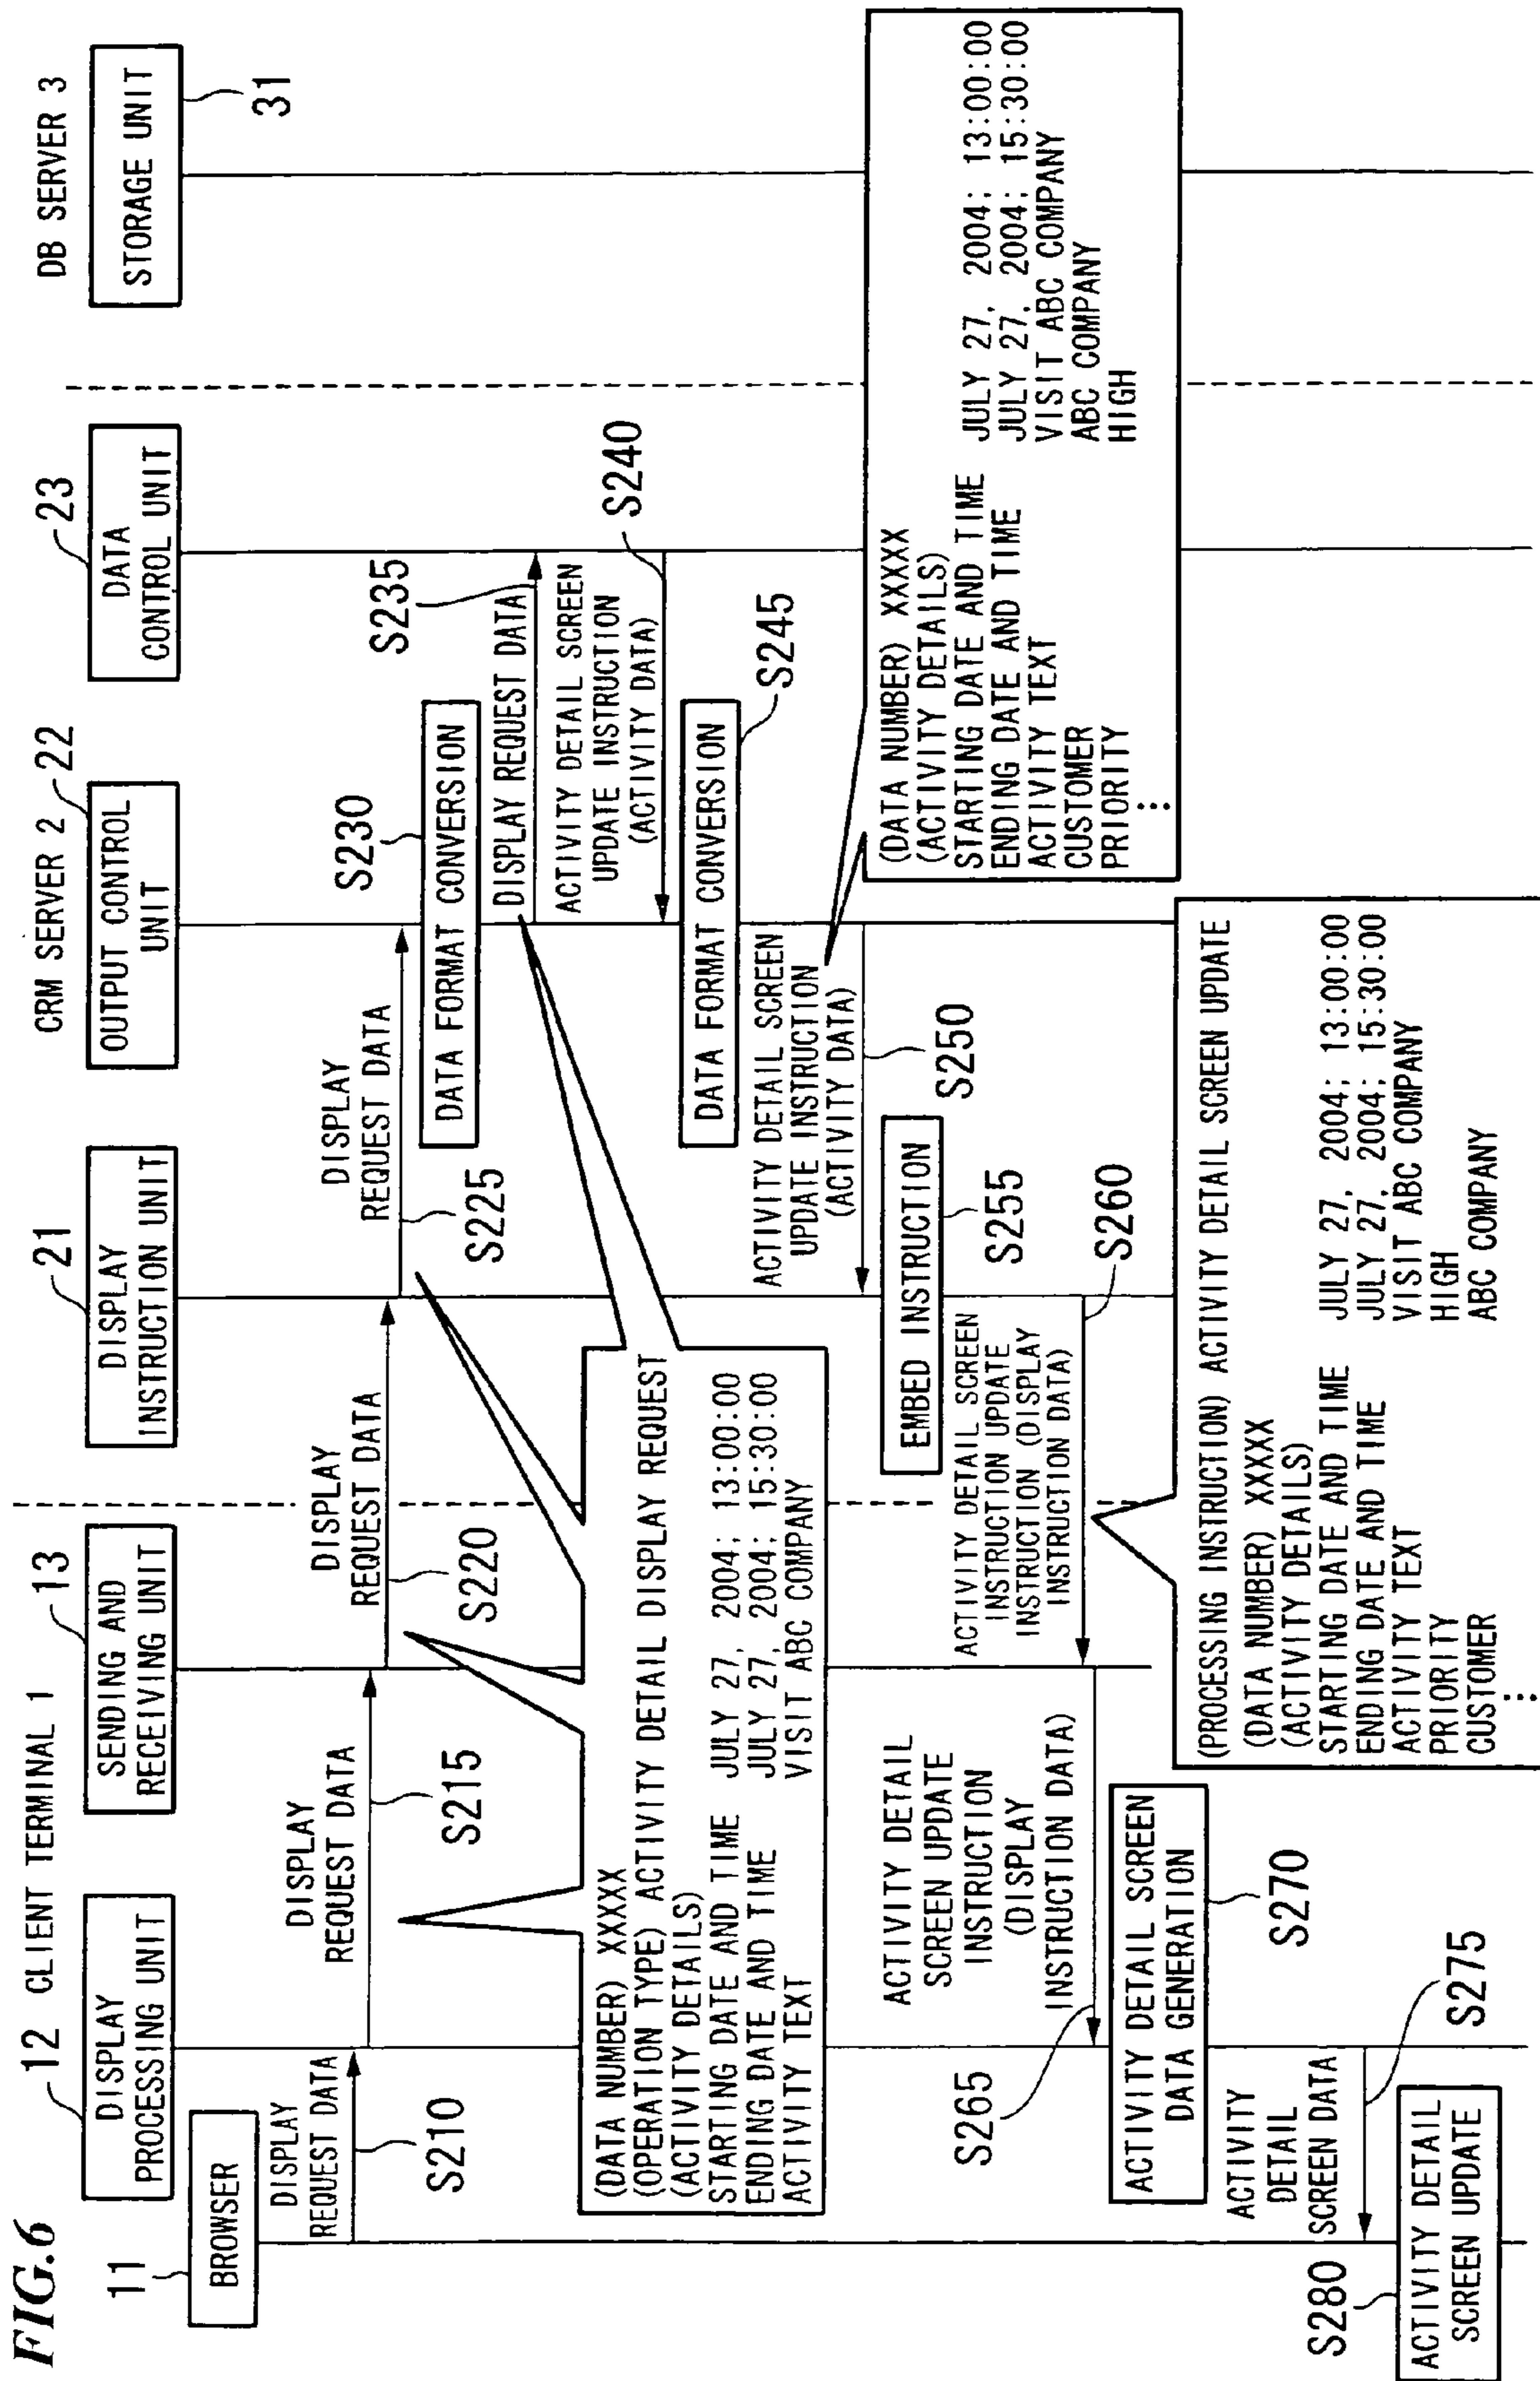 FIG.6
CLIENT TERMINAL 1
CRM SERVER 2
DB SERVER 3
11
BROWSER
12
DISPLAY
PROCESSING UNIT
13
SENDING AND
RECEIVING UNIT
21
DISPLAY
INSTRUCTION UNIT
22
OUTPUT CONTROL
UNIT
23
DATA
CONTROL UNIT
STORAGE UNIT
31
DISPLAY
REQUEST DATA
S210
DISPLAY
REQUEST DATA
S215
DISPLAY
REQUEST DATA
S220
DISPLAY
REQUEST DATA
S225
S230
DATA FORMAT CONVERSION
DISPLAY REQUEST DATA
S235
(DATA NUMBER) XXXXX
(OPERATION TYPE) ACTIVITY DETAIL DISPLAY REQUEST
(ACTIVITY DETAILS)
STARTING DATE AND TIME JULY 27, 2004; 13:00:00
ENDING DATE AND TIME JULY 27, 2004; 15:30:00
ACTIVITY TEXT VISIT ABC COMPANY
ACTIVITY DETAIL SCREEN
UPDATE INSTRUCTION
(ACTIVITY DATA)
S240
DATA FORMAT CONVERSION
S245
ACTIVITY DETAIL SCREEN
UPDATE INSTRUCTION
(ACTIVITY DATA)
S250
(DATA NUMBER) XXXXX
(ACTIVITY DETAILS)
STARTING DATE AND TIME JULY 27, 2004; 13:00:00
ENDING DATE AND TIME JULY 27, 2004; 15:30:00
ACTIVITY TEXT VISIT ABC COMPANY
CUSTOMER ABC COMPANY
PRIORITY HIGH
⋮
EMBED INSTRUCTION
S255
ACTIVITY DETAIL SCREEN
INSTRUCTION UPDATE
INSTRUCTION (DISPLAY
INSTRUCTION DATA)
S260
(PROCESSING INSTRUCTION) ACTIVITY DETAIL SCREEN UPDATE
(DATA NUMBER) XXXXX
(ACTIVITY DETAILS)
STARTING DATE AND TIME JULY 27, 2004; 13:00:00
ENDING DATE AND TIME JULY 27, 2004; 15:30:00
ACTIVITY TEXT VISIT ABC COMPANY
PRIORITY HIGH
CUSTOMER ABC COMPANY
⋮
ACTIVITY DETAIL
SCREEN UPDATE
INSTRUCTION
(DISPLAY
INSTRUCTION DATA)
S265
ACTIVITY DETAIL SCREEN
DATA GENERATION
S270
ACTIVITY
DETAIL
SCREEN DATA
S275
S280
ACTIVITY DETAIL
SCREEN UPDATE